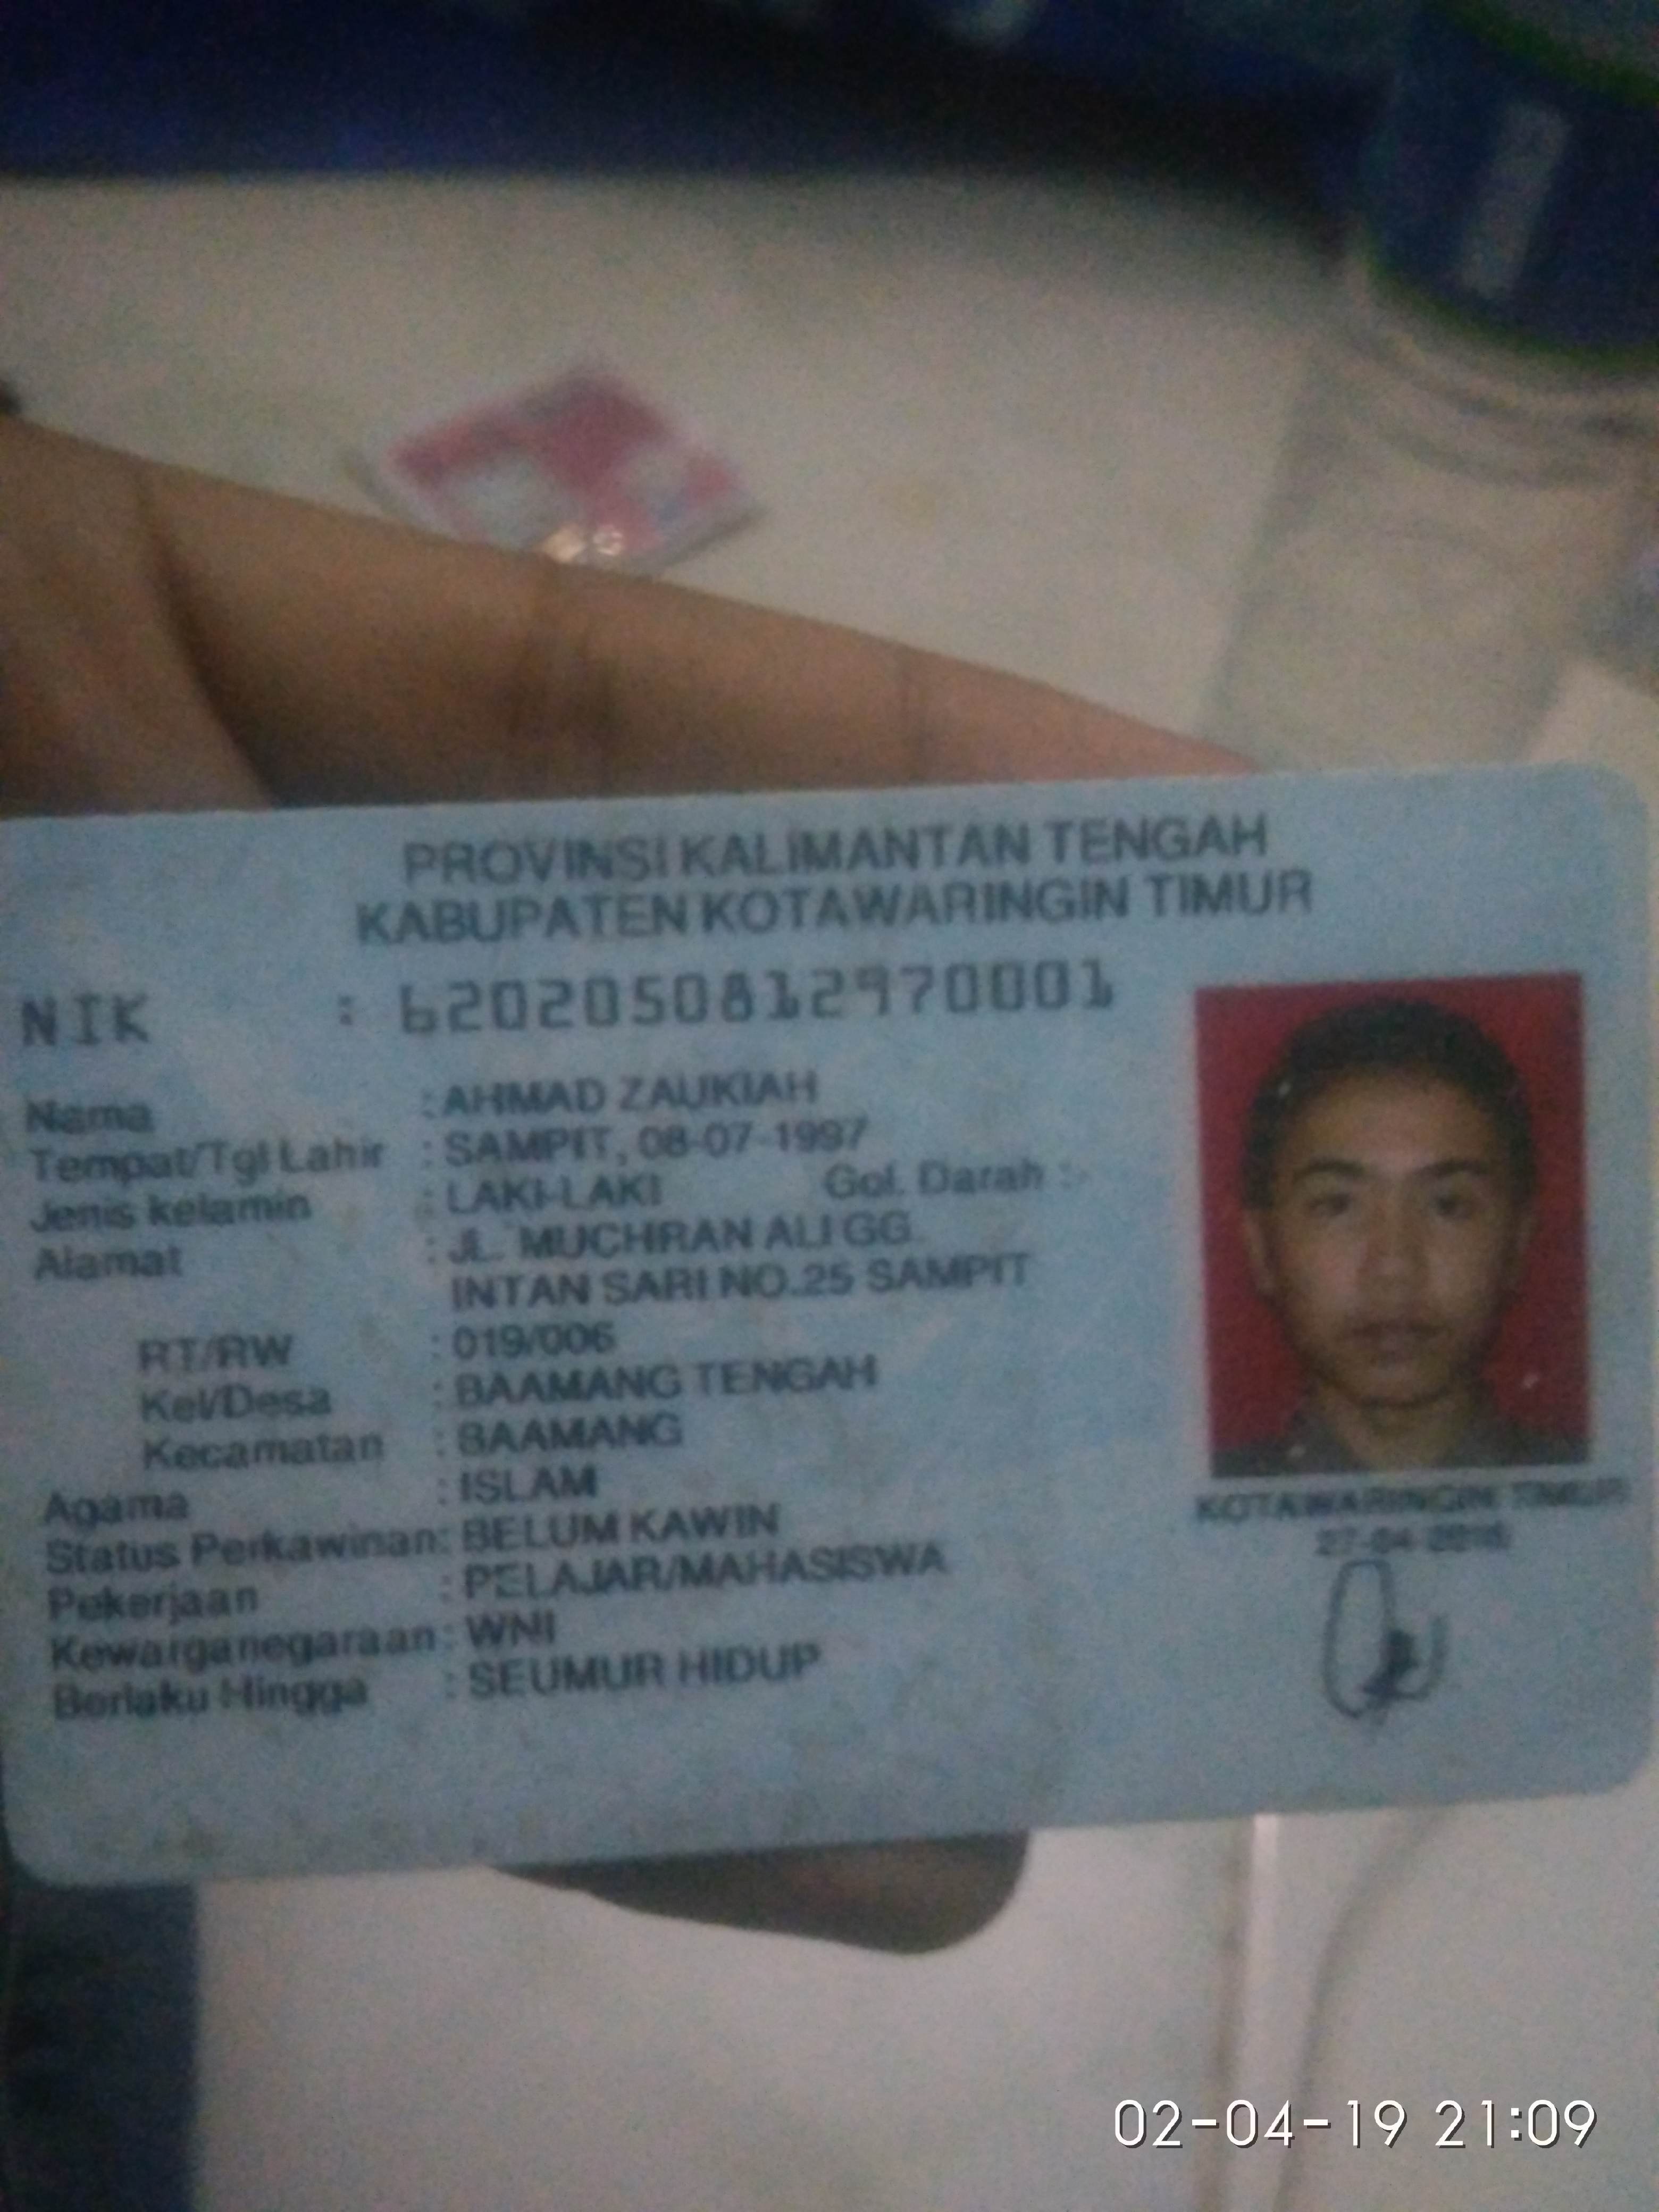 PROVINSI KALIMANTAN TENGAH
KABUPATEN KOTAWARINGIN TIMUR
NIK : 6202050812970001
Nama : AHMAD ZAUKIAH
Tempat/Tgl Lahir : SAMPIT, 08-07-1997
Jenis kelamin : LAKI-LAKI Gol. Darah :-
Alamat : JL. MUCHRAN ALI GG.
INTAN SARI NO.25 SAMPIT
RT/RW : 019/006
Kel/Desa : BAAMANG TENGAH
Kecamatan : BAAMANG
Agama : ISLAM
Status Perkawinan: BELUM KAWIN
Pekerjaan : PELAJAR/MAHASISWA
Kewarganegaraan: WNI
Berlaku Hingga : SEUMUR HIDUP
KOTAWARINGIN TIMUR
02-04-19 21:09